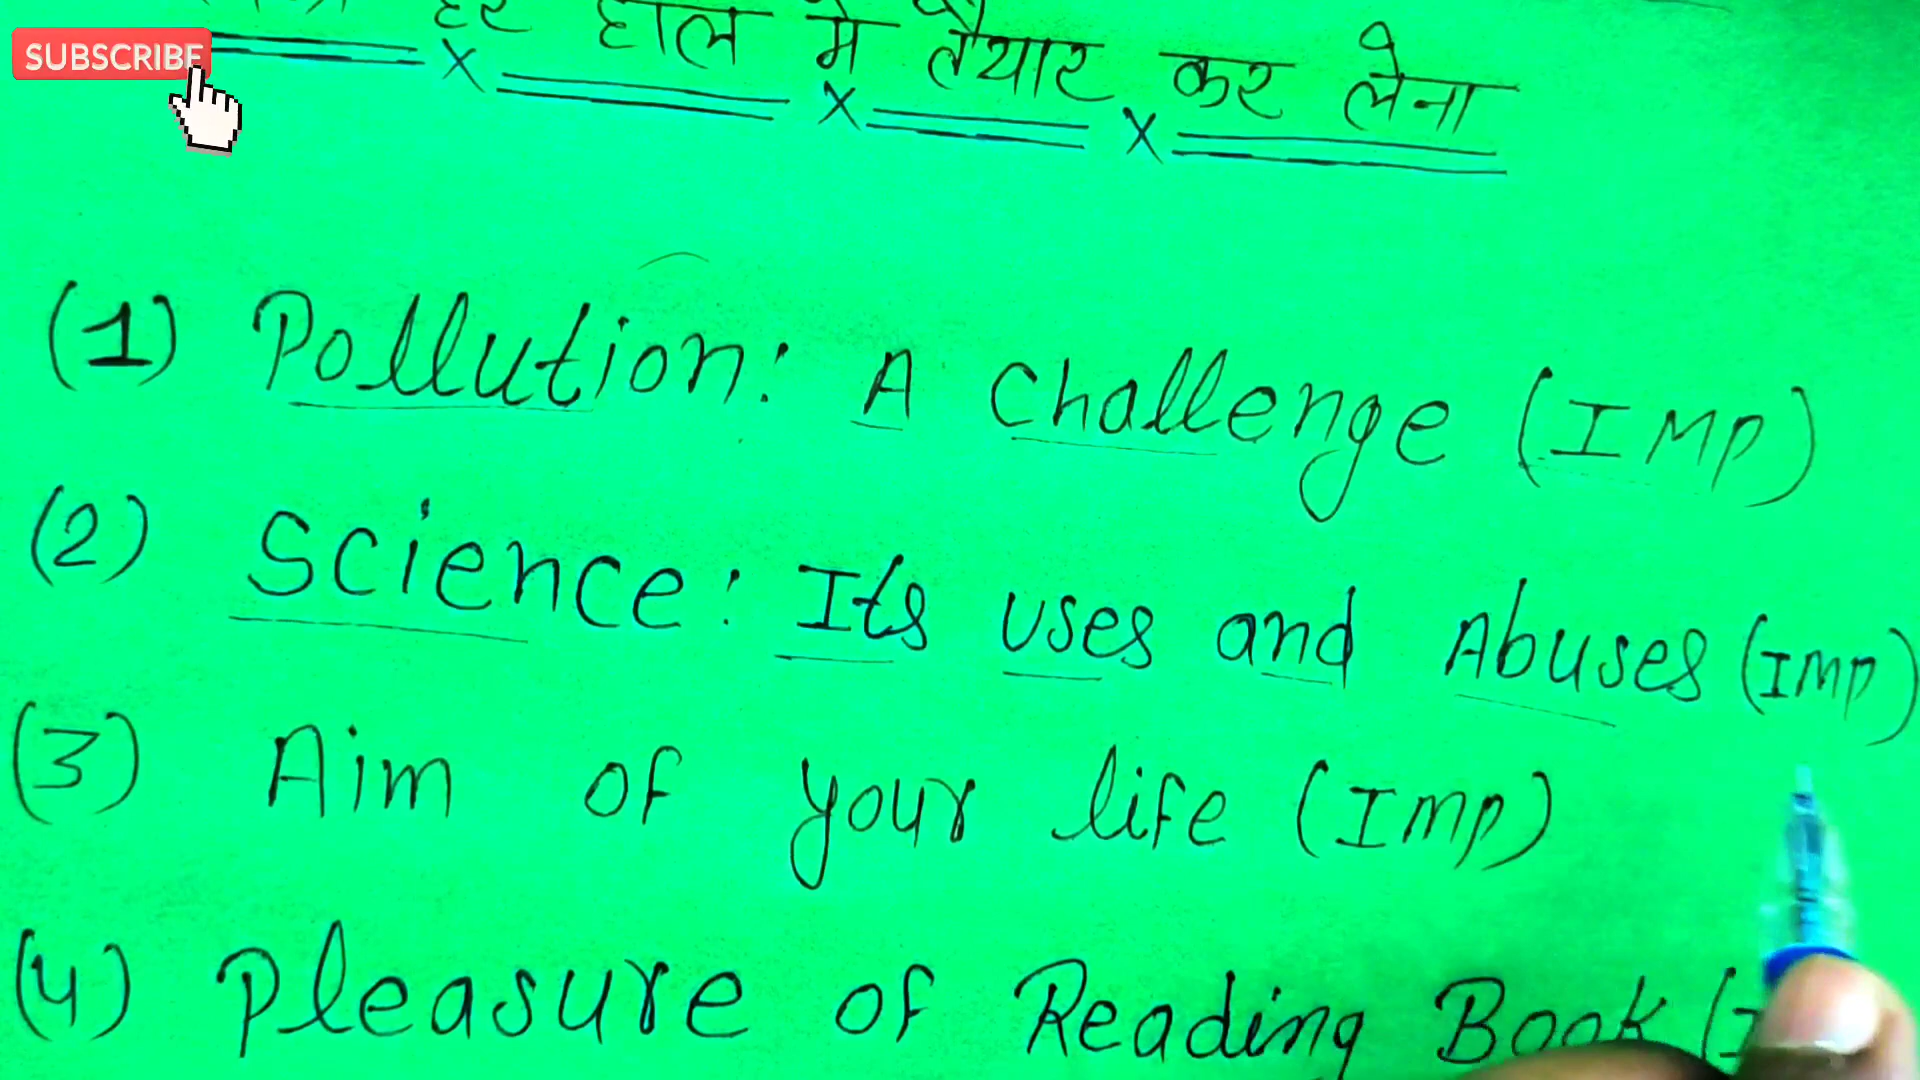 SUBSCRIBE
हर हाल मे तैयार कर लेना
(1) Pollution: A challenge (IMP)
(2) Science: Its uses and Abuses (IMP)
(3) Aim of your life (Imp)
(4) Pleasure of Reading Book